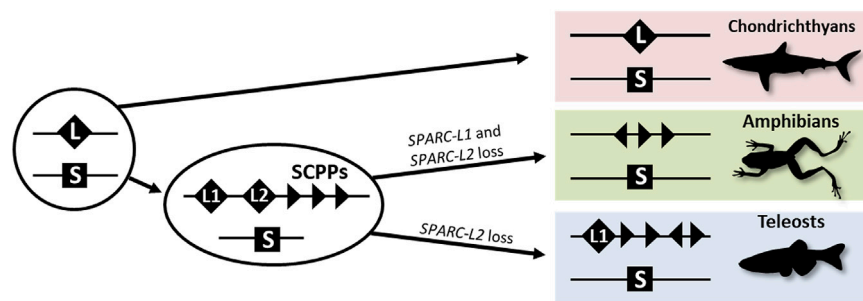 Chondrichthyans
L
S
L
S
SPARC-L1 and
SPARC-L2 loss
Amphibians
S
SCPPs
L1 L2
S
SPARC-L2 loss
Teleosts
L1
S